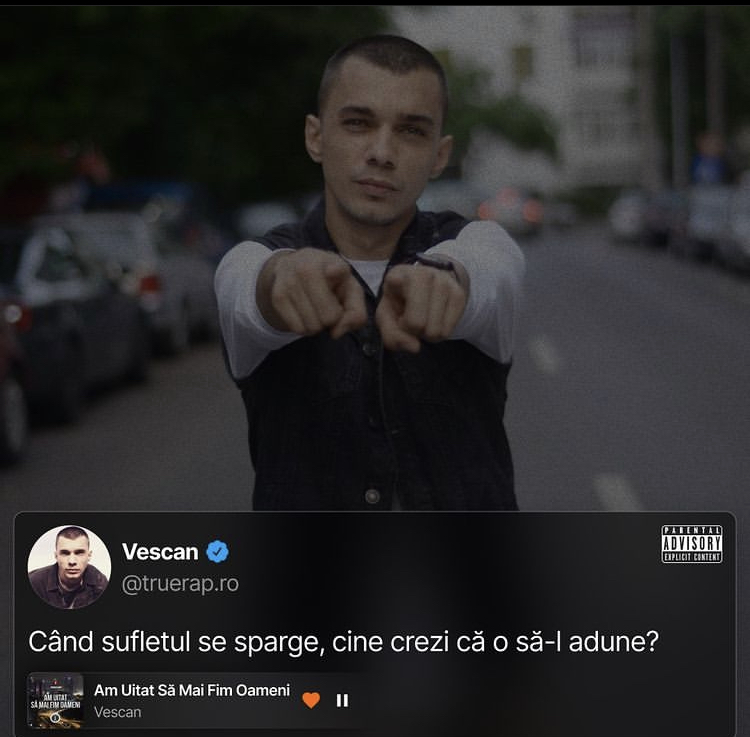 Vescan
@truerap.ro
PARENTAL
ADVISORY
EXPLICIT CONTENT
Când sufletul se sparge, cine crezi că o să-l adune?
AM UITAT
SĂ MAI FIM OAMENI
Am Uitat Să Mai Fim Oameni
Vescan